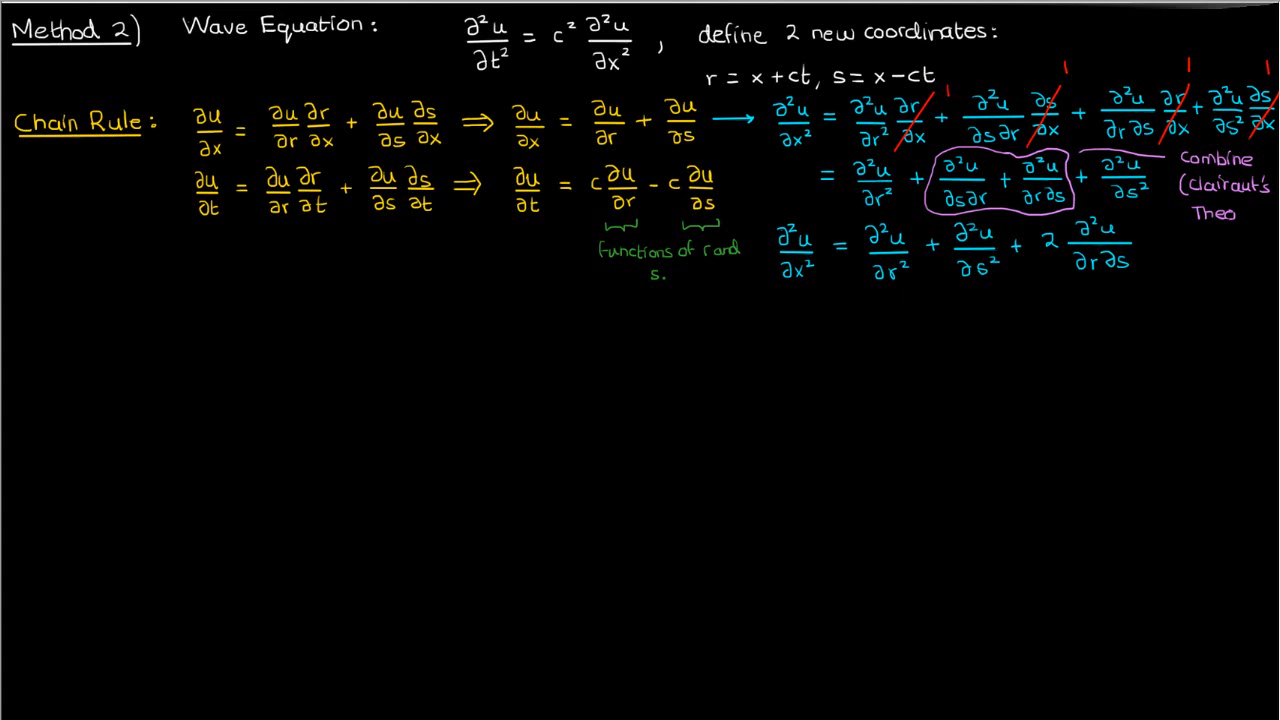 Method 2) Wave Equation: ∂²u/∂t² = c² ∂²u/∂x² , define 2 new coordinates:
r = x + ct, s = x − ct
Chain Rule: ∂u/∂x = ∂u/∂r ∂r/∂x + ∂u/∂s ∂s/∂x ⟹ ∂u/∂x = ∂u/∂r + ∂u/∂s ⟶ ∂²u/∂x² = ∂²u/∂r² ∂r/∂x 1 + ∂²u/∂s∂r ∂s/∂x 1 + ∂²u/∂r∂s ∂r/∂x 1 + ∂²u/∂s² ∂s/∂x 1
∂u/∂t = ∂u/∂r ∂r/∂t + ∂u/∂s ∂s/∂t ⟹ ∂u/∂t = c ∂u/∂r − c ∂u/∂s
= ∂²u/∂r² + ∂²u/∂s∂r + ∂²u/∂r∂s + ∂²u/∂s²
Combine
(Clairaut's
Theo
Functions of r and
s.
∂²u/∂x² = ∂²u/∂r² + ∂²u/∂s² + 2 ∂²u/∂r∂s